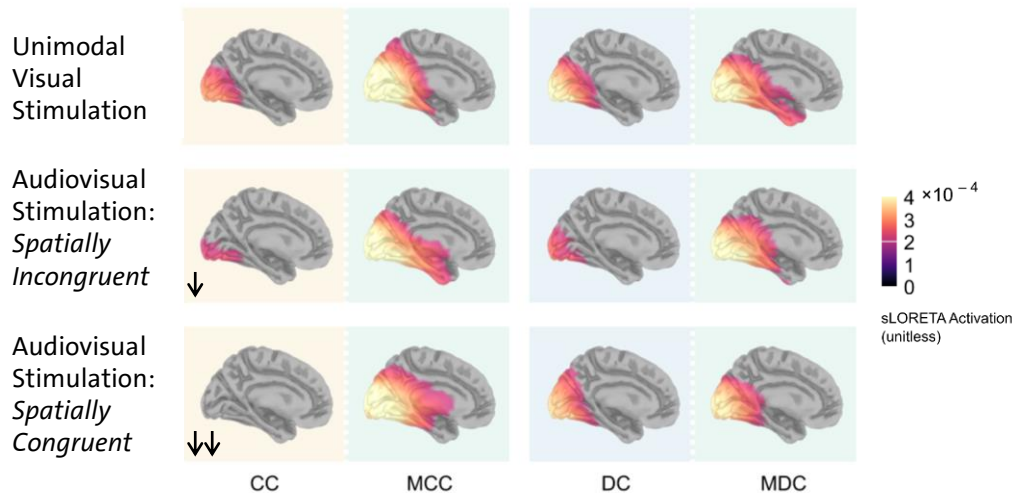 Unimodal
Visual
Stimulation
Audiovisual
Stimulation:
Spatially
Incongruent
↓
Audiovisual
Stimulation:
Spatially
Congruent
↓↓
CC MCC DC MDC
4 ×10 − 4
3
2
1
0
sLORETA Activation
(unitless)